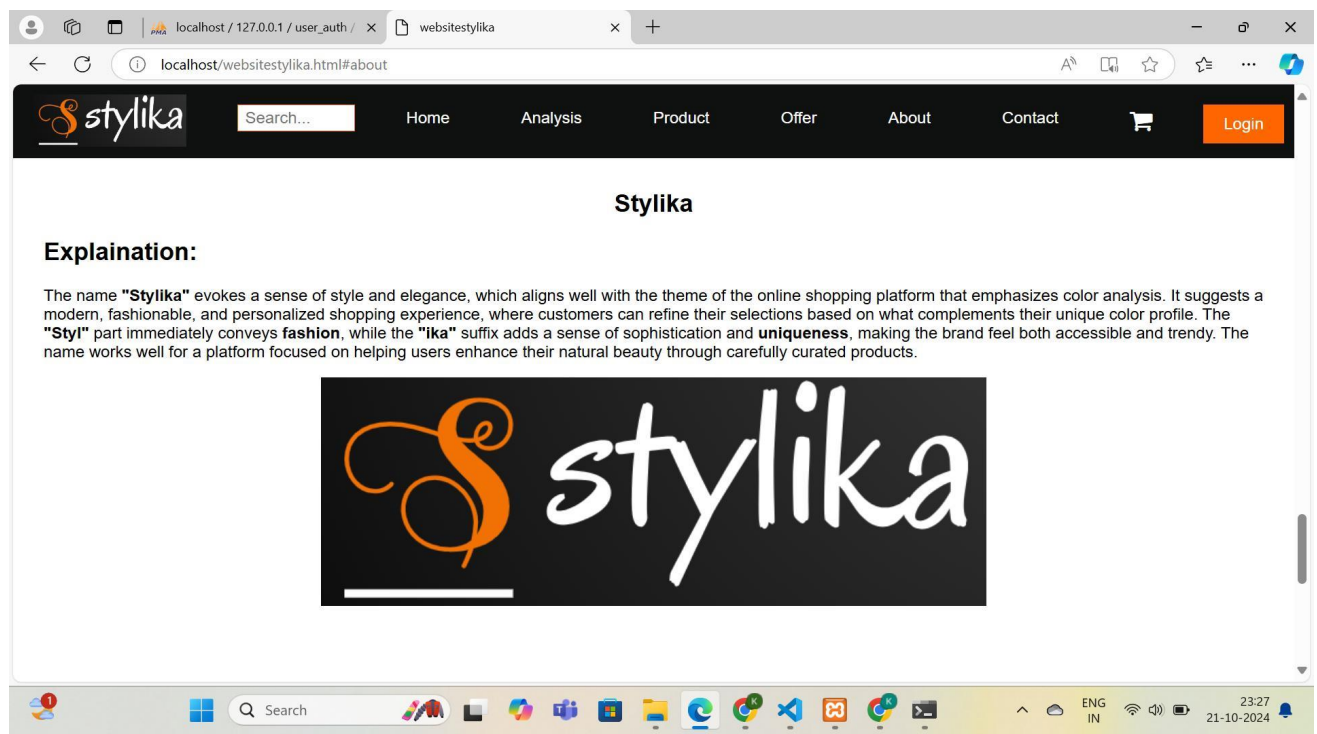 PMA localhost / 127.0.0.1 / user_auth /
websitestylika
localhost/websitestylika.html#about
S stylika
Search...
Home
Analysis
Product
Offer
About
Contact
Login
Stylika
Explaination:
The name "Stylika" evokes a sense of style and elegance, which aligns well with the theme of the online shopping platform that emphasizes color analysis. It suggests a
modern, fashionable, and personalized shopping experience, where customers can refine their selections based on what complements their unique color profile. The
"Styl" part immediately conveys fashion, while the "ika" suffix adds a sense of sophistication and uniqueness, making the brand feel both accessible and trendy. The
name works well for a platform focused on helping users enhance their natural beauty through carefully curated products.
S stylika
1
Search
ENG
IN
23:27
21-10-2024